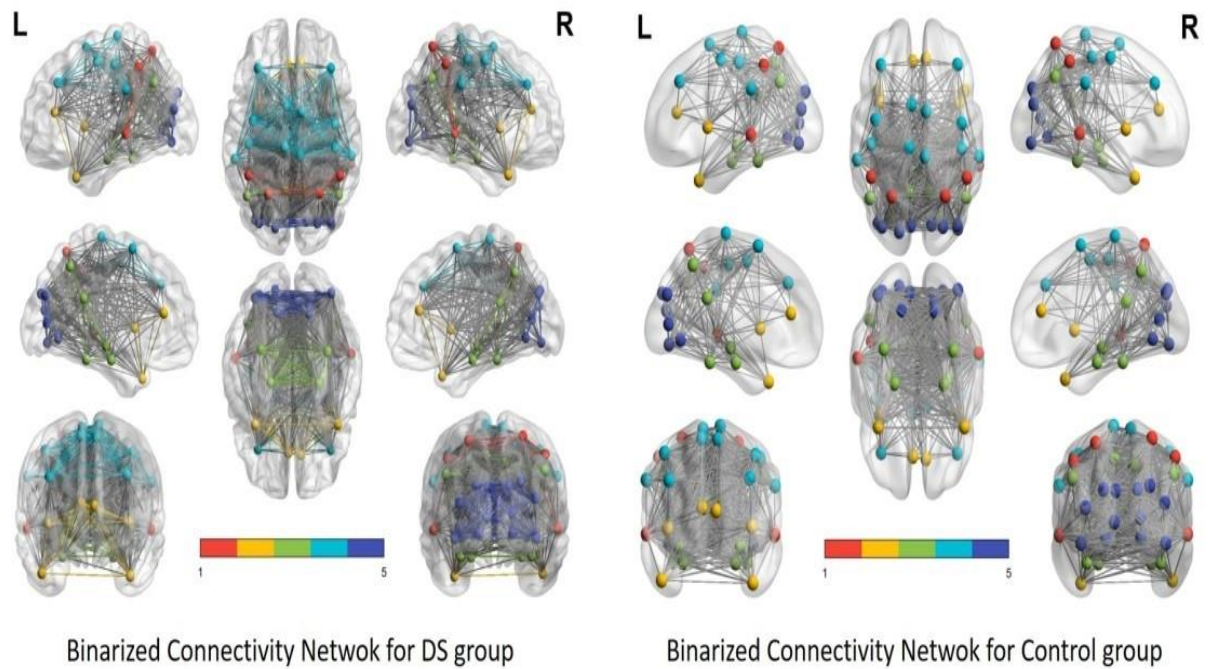 L
R
L
R
1
5
1
5
Binarized Connectivity Netwok for DS group
Binarized Connectivity Netwok for Control group